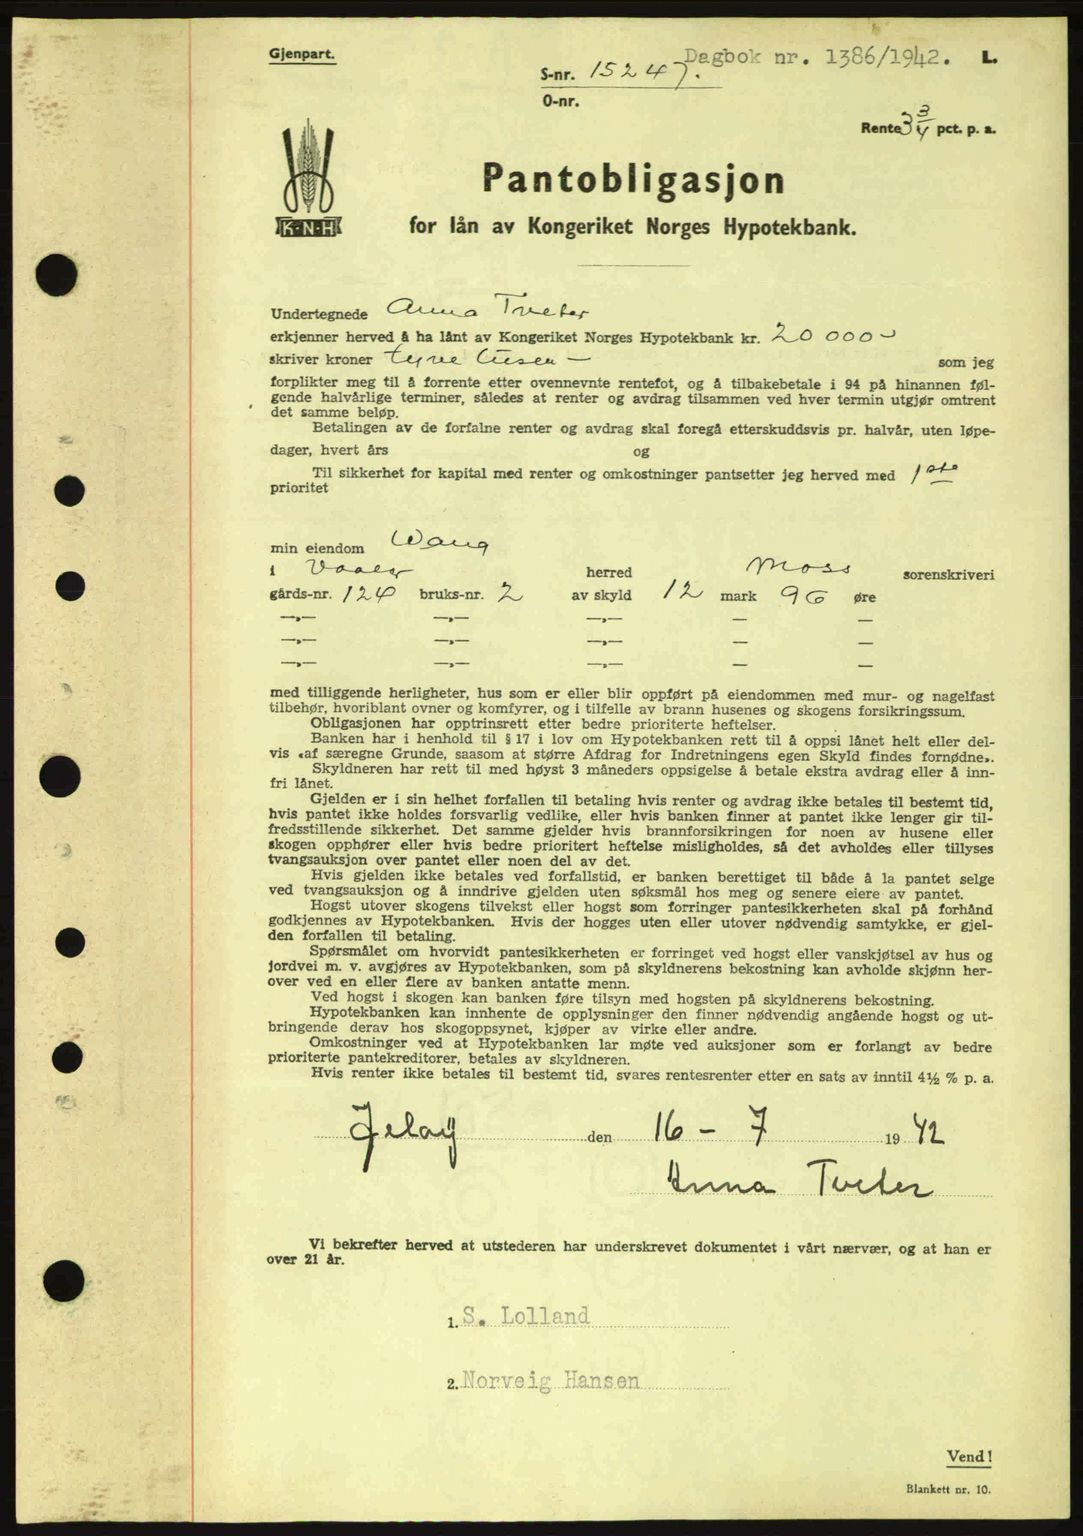 Gjenpart.
Dagbok nr. 1386/1942. L.
S-nr. 15247.
O-nr.
Rente 3 3/4 pct. p. a.
K·N·H
Pantobligasjon
for lån av Kongeriket Norges Hypotekbank.
Undertegnede Anna Tveter
erkjenner herved å ha lånt av Kongeriket Norges Hypotekbank kr. 20 000 -
skriver kroner tyve tusen — som jeg
forplikter meg til å forrente etter ovennevnte rentefot, og å tilbakebetale i 94 på hinannen føl-
gende halvårlige terminer, således at renter og avdrag tilsammen ved hver termin utgjør omtrent
det samme beløp.
Betalingen av de forfalne renter og avdrag skal foregå etterskuddsvis pr. halvår, uten løpe-
dager, hvert års og
Til sikkerhet for kapital med renter og omkostninger pantsetter jeg herved med 1ste
prioritet
min eiendom Wang
i Vaaler herred Moss sorenskriveri
gårds-nr. 124 bruks-nr. 2 av skyld 12 mark 96 øre
—„— —„— —„— — —
—„— —„— —„— — —
—„— —„— —„— — —
med tilliggende herligheter, hus som er eller blir oppført på eiendommen med mur- og nagelfast
tilbehør, hvoriblant ovner og komfyrer, og i tilfelle av brann husenes og skogens forsikringssum.
Obligasjonen har opptrinsrett etter bedre prioriterte heftelser.
Banken har i henhold til § 17 i lov om Hypotekbanken rett til å oppsi lånet helt eller del-
vis «af særegne Grunde, saasom at større Afdrag for Indretningens egen Skyld findes fornødne».
Skyldneren har rett til med høyst 3 måneders oppsigelse å betale ekstra avdrag eller å inn-
fri lånet.
Gjelden er i sin helhet forfallen til betaling hvis renter og avdrag ikke betales til bestemt tid,
hvis pantet ikke holdes forsvarlig vedlike, eller hvis banken finner at pantet ikke lenger gir til-
fredsstillende sikkerhet. Det samme gjelder hvis brannforsikringen for noen av husene eller
skogen opphører eller hvis bedre prioritert heftelse misligholdes, så det avholdes eller tillyses
tvangsauksjon over pantet eller noen del av det.
Hvis gjelden ikke betales ved forfallstid, er banken berettiget til både å la pantet selge
ved tvangsauksjon og å inndrive gjelden uten søksmål hos meg og senere eiere av pantet.
Hogst utover skogens tilvekst eller hogst som forringer pantesikkerheten skal på forhånd
godkjennes av Hypotekbanken. Hvis der hogges uten eller utover nødvendig samtykke, er gjel-
den forfallen til betaling.
Spørsmålet om hvorvidt pantesikkerheten er forringet ved hogst eller vanskjøtsel av hus og
jordvei m. v. avgjøres av Hypotekbanken, som på skyldnerens bekostning kan avholde skjønn her-
over ved en eller flere av banken antatte menn.
Ved hogst i skogen kan banken føre tilsyn med hogsten på skyldnerens bekostning.
Hypotekbanken kan innhente de opplysninger den finner nødvendig angående hogst og ut-
bringende derav hos skogoppsynet, kjøper av virke eller andre.
Omkostninger ved at Hypotekbanken lar møte ved auksjoner som er forlangt av bedre
prioriterte pantekreditorer, betales av skyldneren.
Hvis renter ikke betales til bestemt tid, svares rentesrenter etter en sats av inntil 4½ % p. a.
Jeløy den 16 - 7 1942
Anna Tveter
Vi bekrefter herved at utstederen har underskrevet dokumentet i vårt nærvær, og at han er
over 21 år.
1. S. Lolland
2. Norveig Hansen
Vend!
Blankett nr. 10.